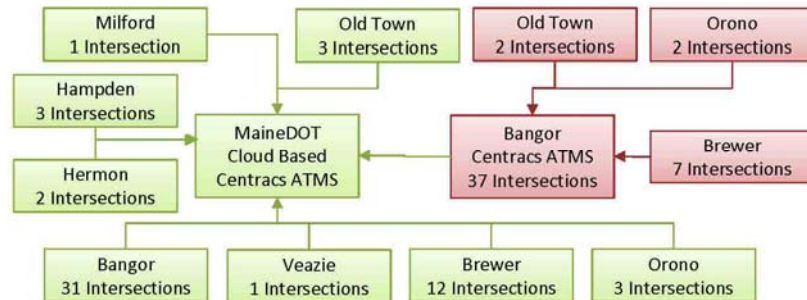 Milford
1 Intersection
Old Town
3 Intersections
Old Town
2 Intersections
Orono
2 Intersections
Hampden
3 Intersections
MaineDOT
Cloud Based
Centracs ATMS
Bangor
Centracs ATMS
37 Intersections
Brewer
7 Intersections
Hermon
2 Intersections
Bangor
31 Intersections
Veazie
1 Intersections
Brewer
12 Intersections
Orono
3 Intersections